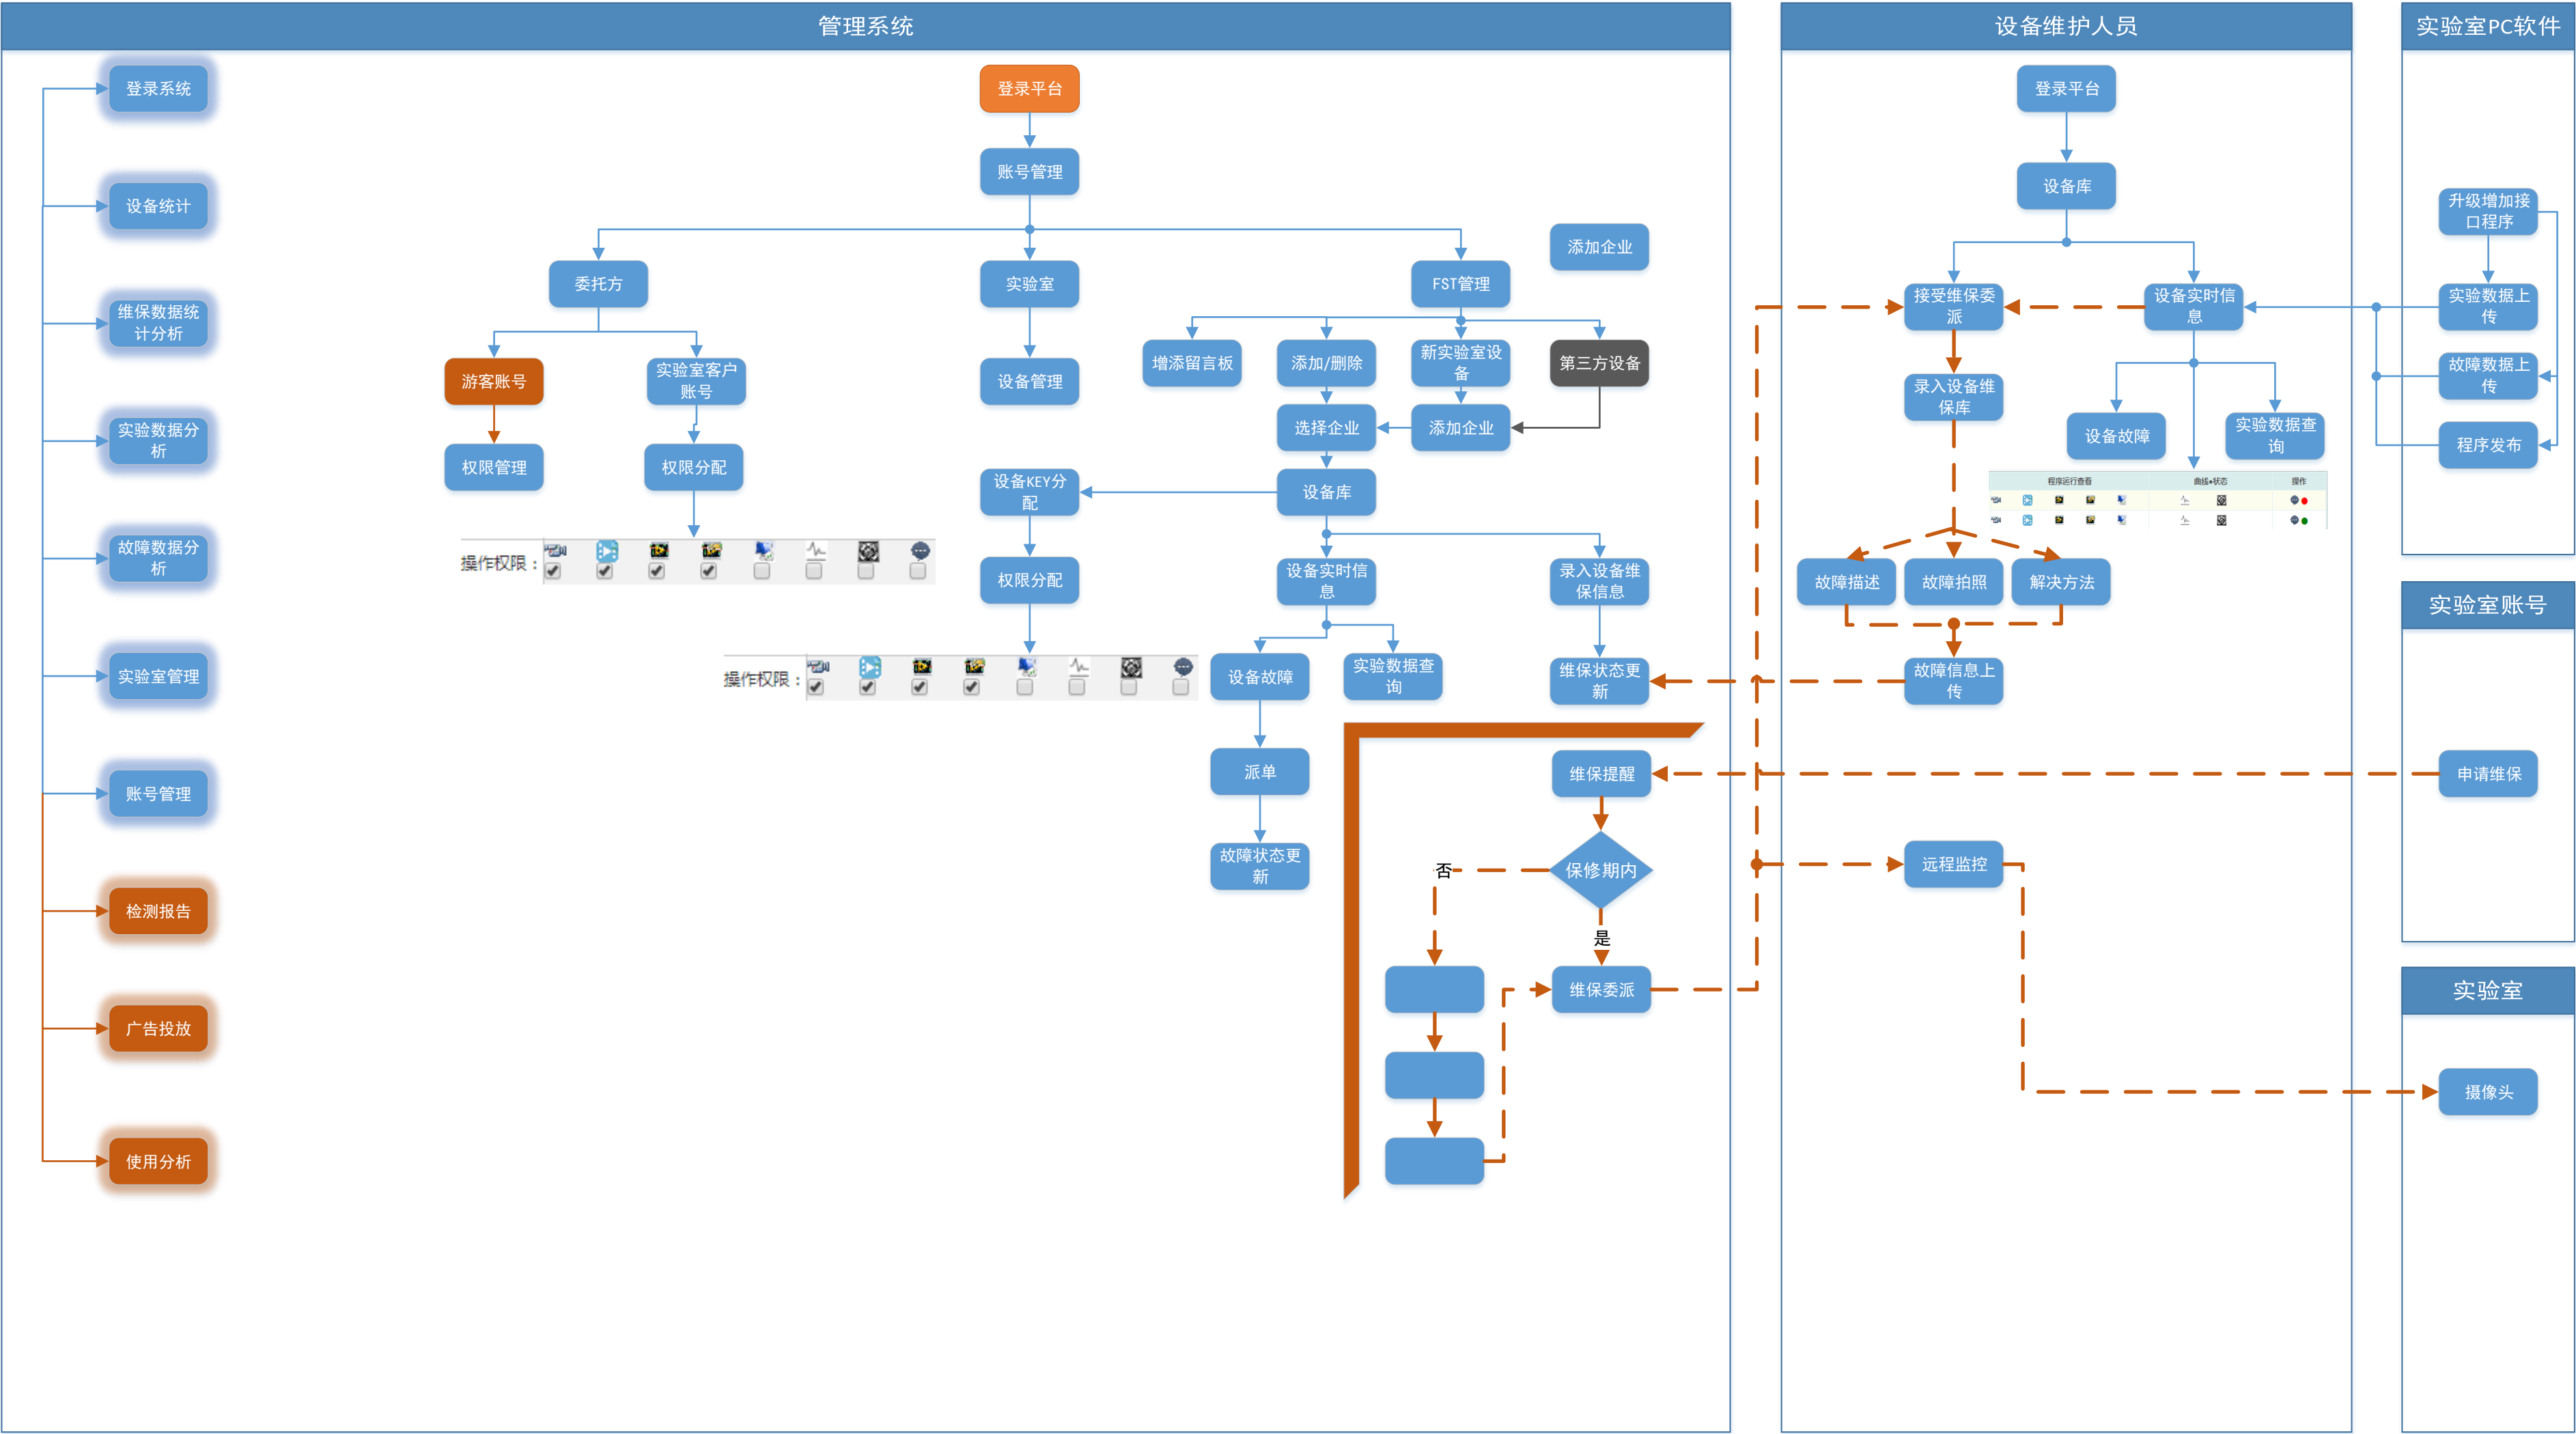 管理系统
登录系统
设备统计
维保数据统
计分析
实验数据分
析
故障数据分
析
实验室管理
账号管理
检测报告
广告投放
使用分析
登录平台
账号管理
委托方
实验室
FST管理
添加企业
游客账号
实验室客户
账号
设备管理
增添留言板
添加/删除
新实验室设
备
第三方设备
选择企业
添加企业
权限管理
权限分配
设备KEY分
配
设备库
操作权限：
权限分配
设备实时信
息
录入设备维
保信息
操作权限：
设备故障
实验数据查
询
维保状态更
新
派单
故障状态更
新
维保提醒
保修期内
否
是
维保委派
设备维护人员
登录平台
设备库
接受维保委
派
设备实时信
息
录入设备维
保库
设备故障
实验数据查
询
程序运行查看
曲线+状态
操作
故障描述
故障拍照
解决方法
故障信息上
传
远程监控
实验室PC软件
升级增加接
口程序
实验数据上
传
故障数据上
传
程序发布
实验室账号
申请维保
实验室
摄像头